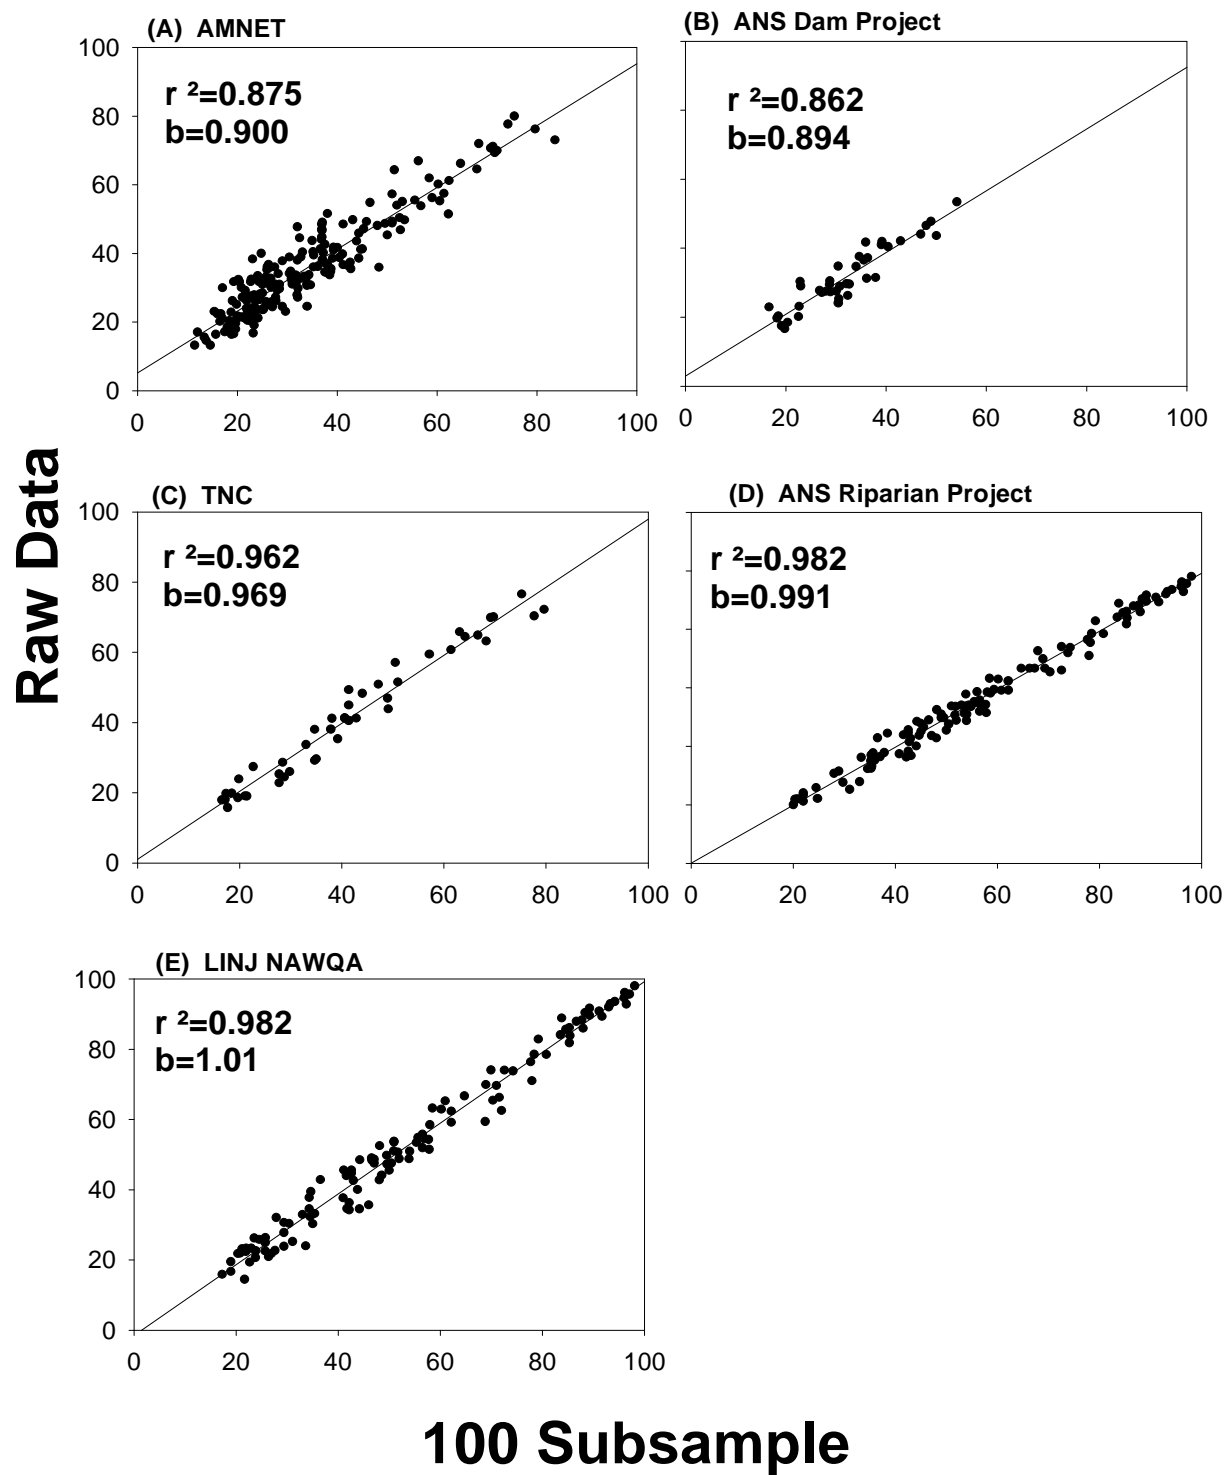 (A) AMNET
r ²=0.875
b=0.900
100
80
60
40
20
0
0 20 40 60 80 100
(B) ANS Dam Project
r ²=0.862
b=0.894
0 20 40 60 80 100
Raw Data
(C) TNC
r ²=0.962
b=0.969
100
80
60
40
20
0
0 20 40 60 80
(D) ANS Riparian Project
r ²=0.982
b=0.991
0 20 40 60 80 100
(E) LINJ NAWQA
r ²=0.982
b=1.01
100
80
60
40
20
0
0 20 40 60 80 100
100 Subsample